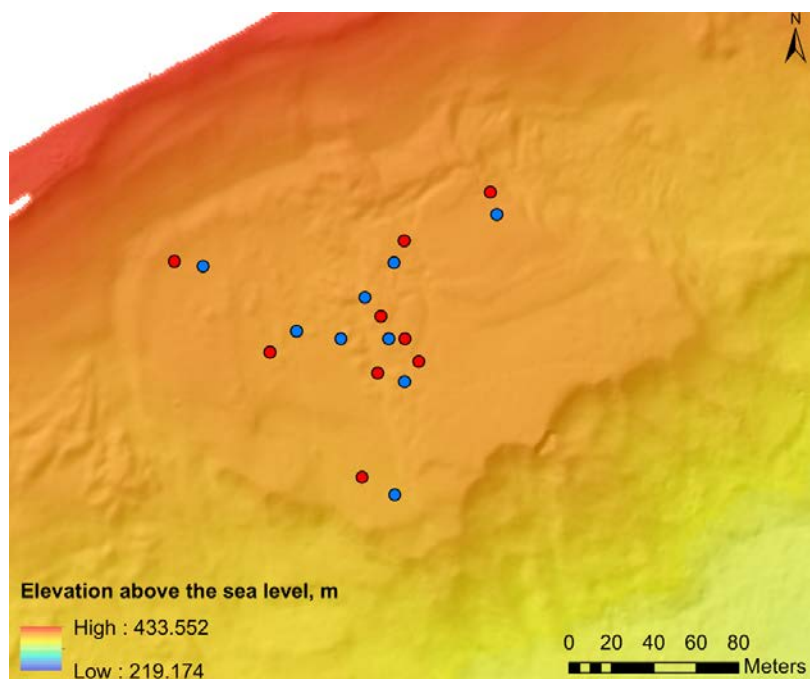 N
Elevation above the sea level, m
High : 433.552
Low : 219.174
0 20 40 60 80
Meters